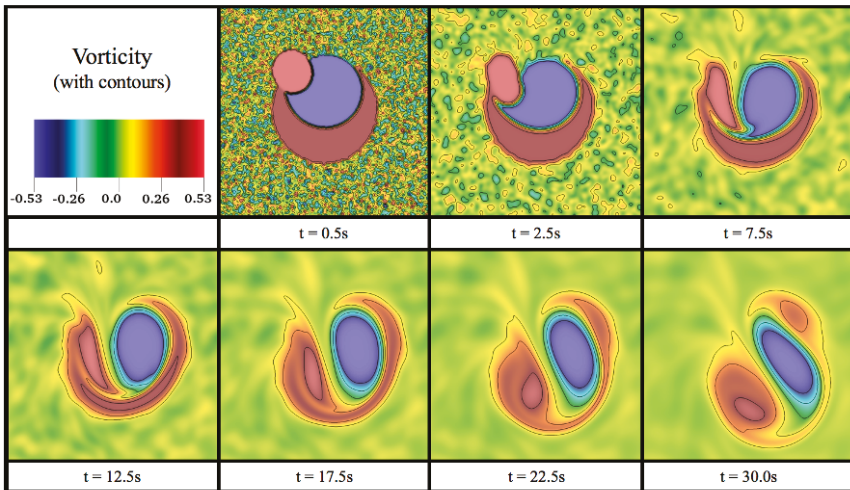 Vorticity
(with contours)
-0.53 -0.26 0.0 0.26 0.53
t = 0.5s
t = 2.5s
t = 7.5s
t = 12.5s
t = 17.5s
t = 22.5s
t = 30.0s